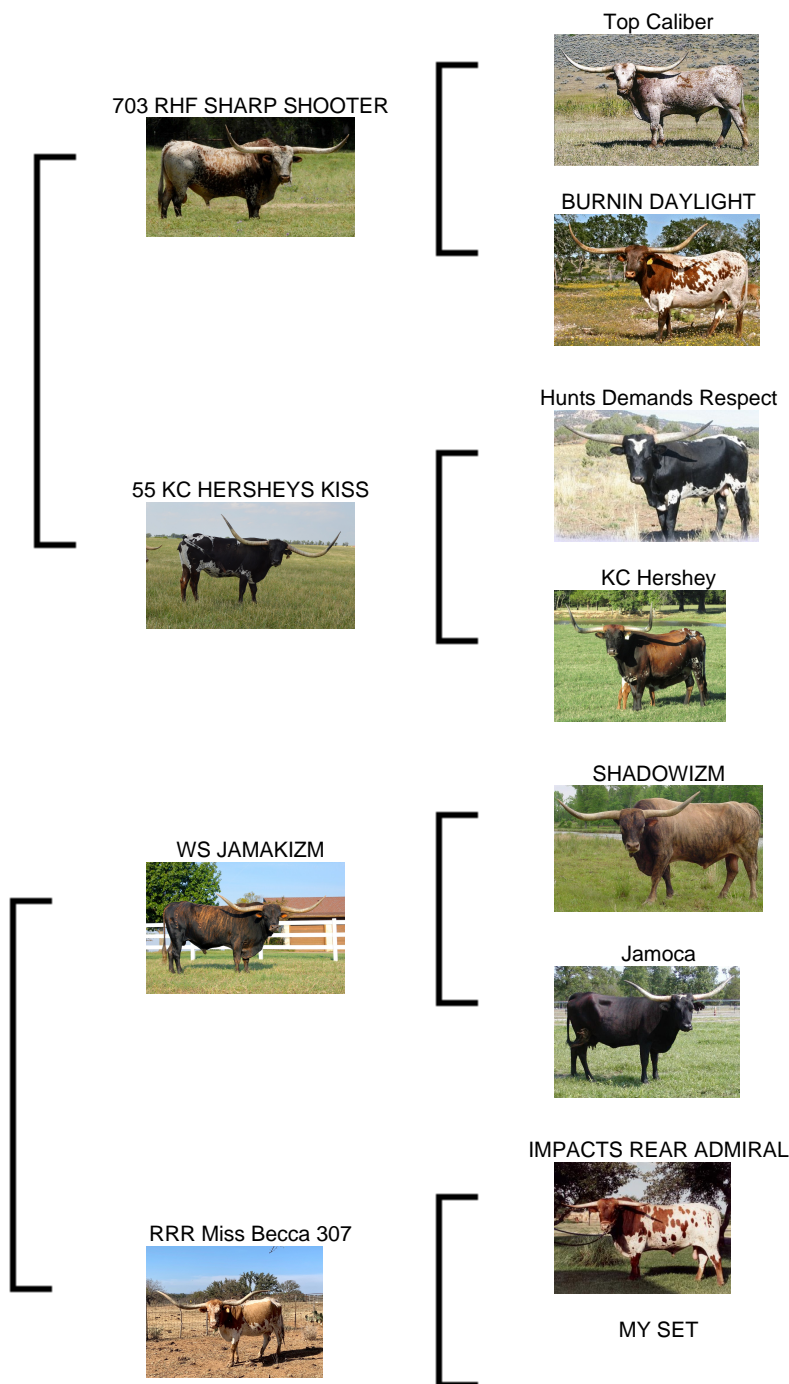 Top Caliber
703 RHF SHARP SHOOTER
BURNIN DAYLIGHT
Hunts Demands Respect
55 KC HERSHEYS KISS
KC Hershey
SHADOWIZM
WS JAMAKIZM
Jamoca
IMPACTS REAR ADMIRAL
RRR Miss Becca 307
MY SET